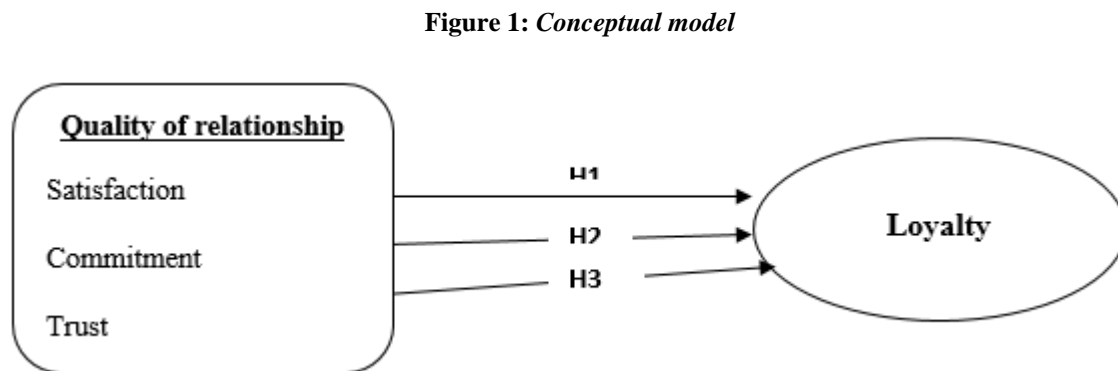 Figure 1: Conceptual model
Quality of relationship
Satisfaction
Commitment
Trust
H1
H2
H3
Loyalty